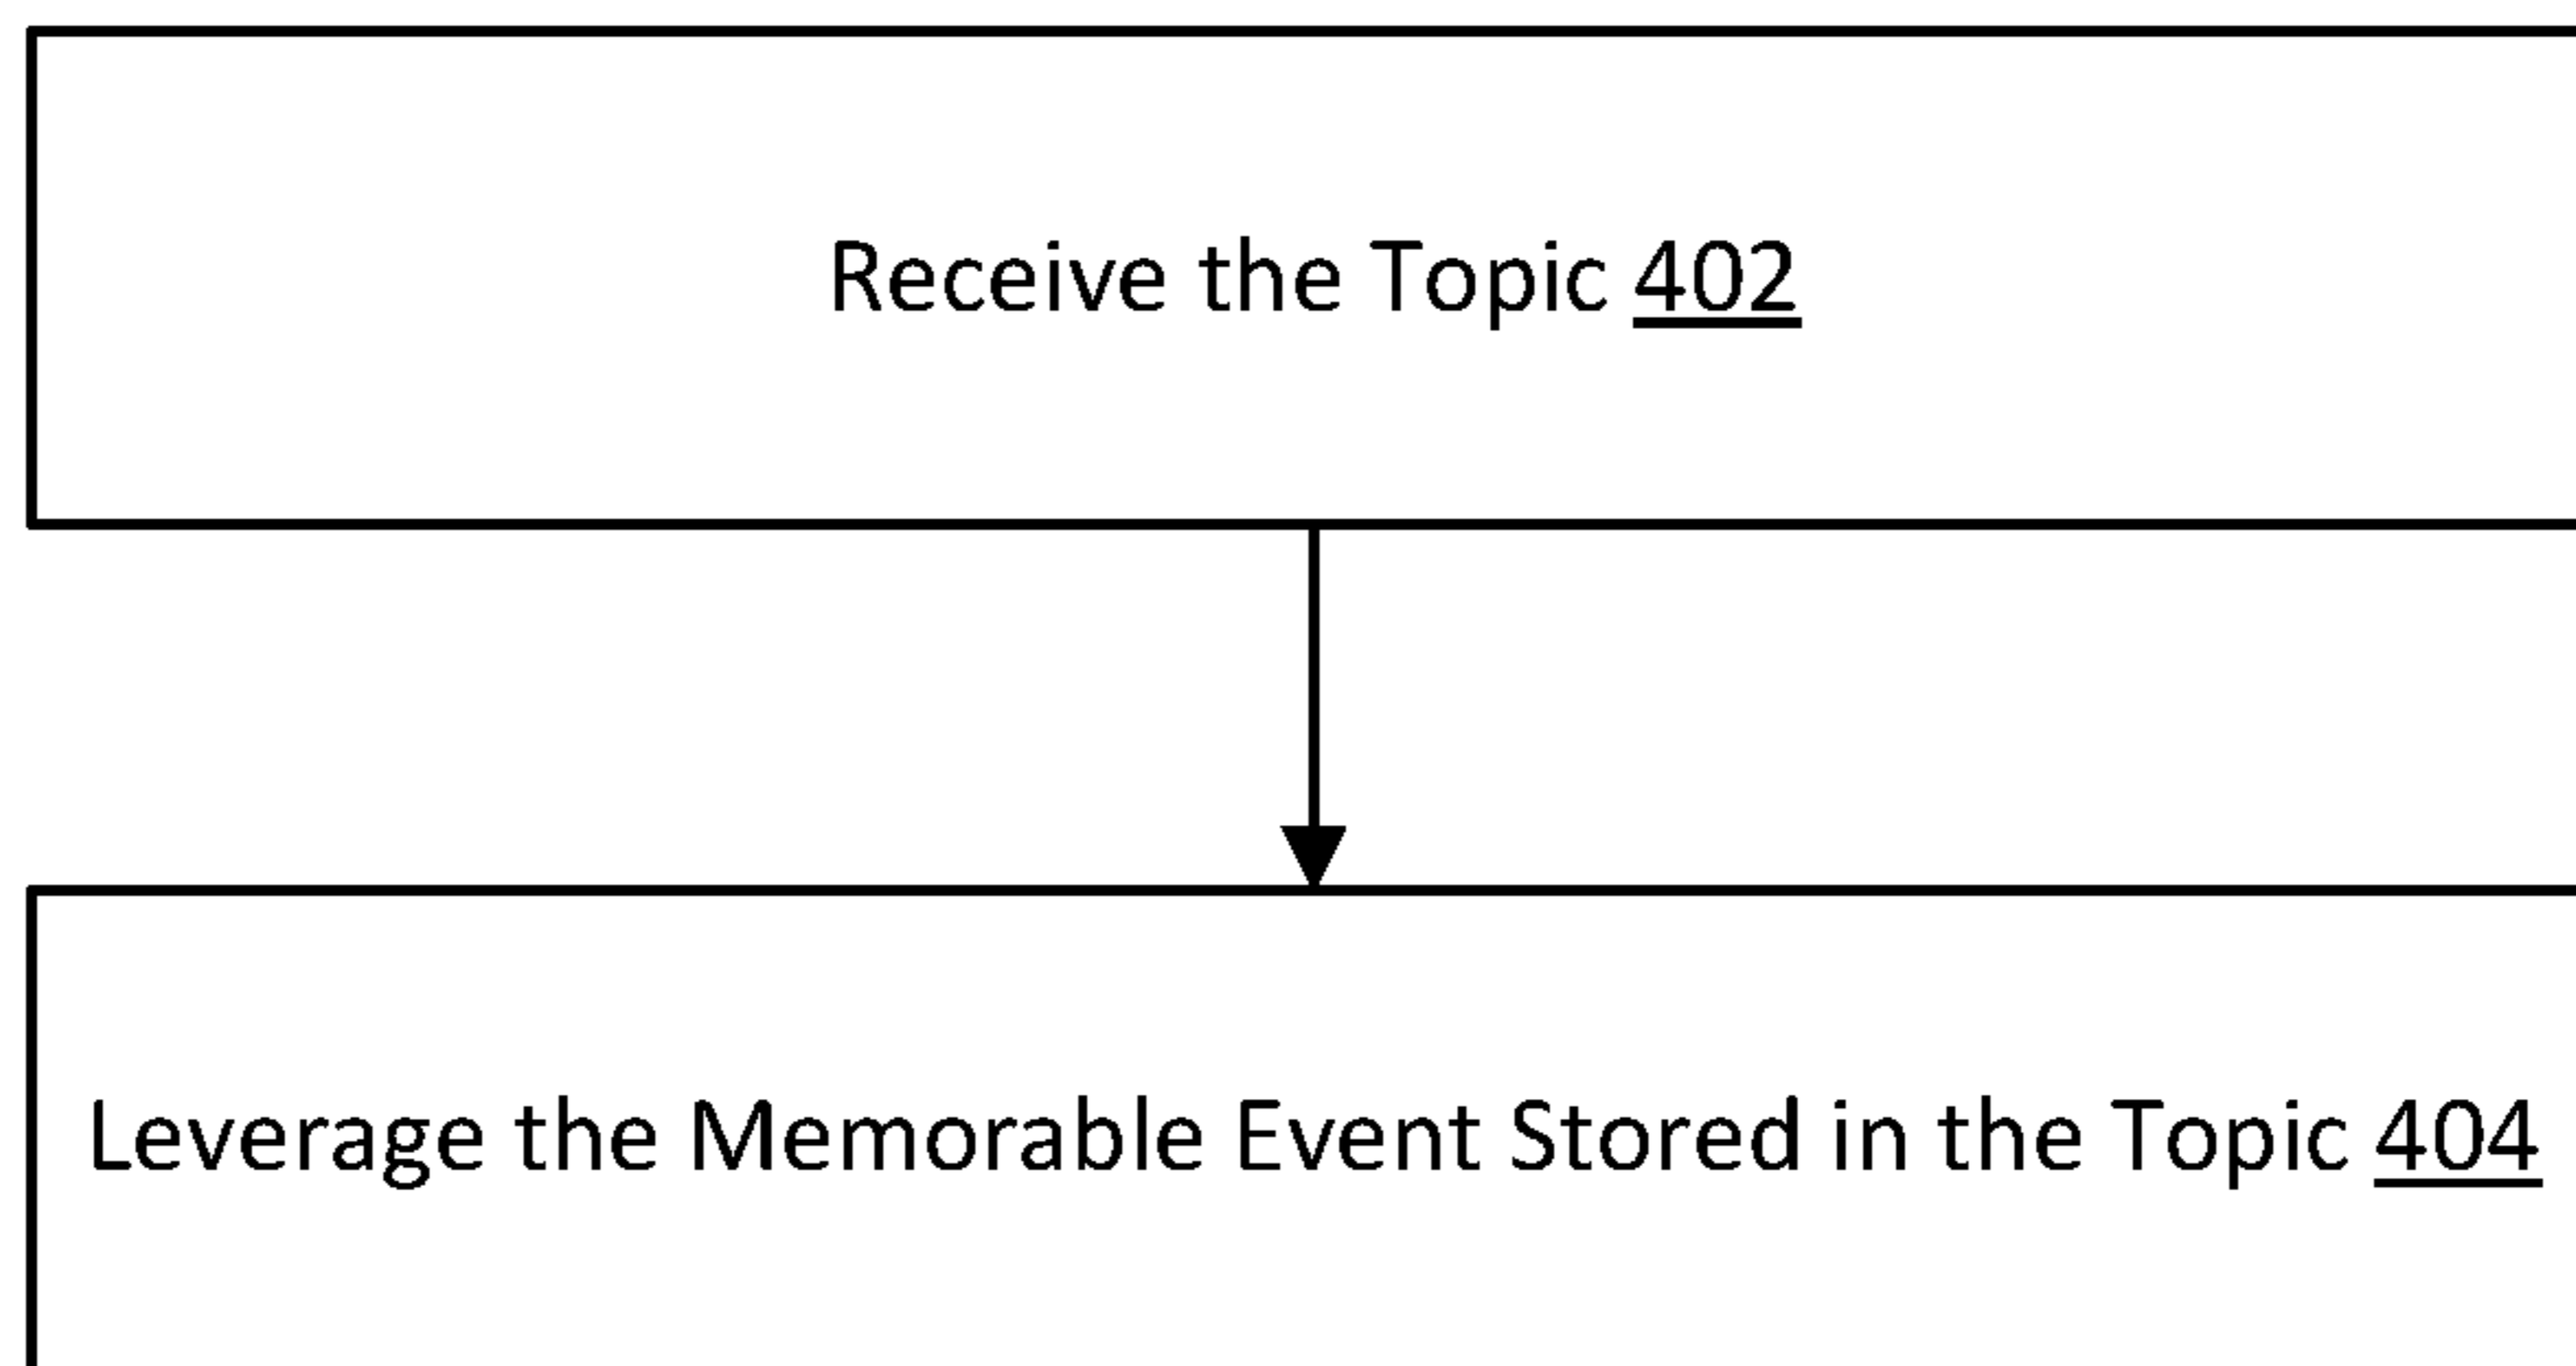 Receive the Topic 402
Leverage the Memorable Event Stored in the Topic 404